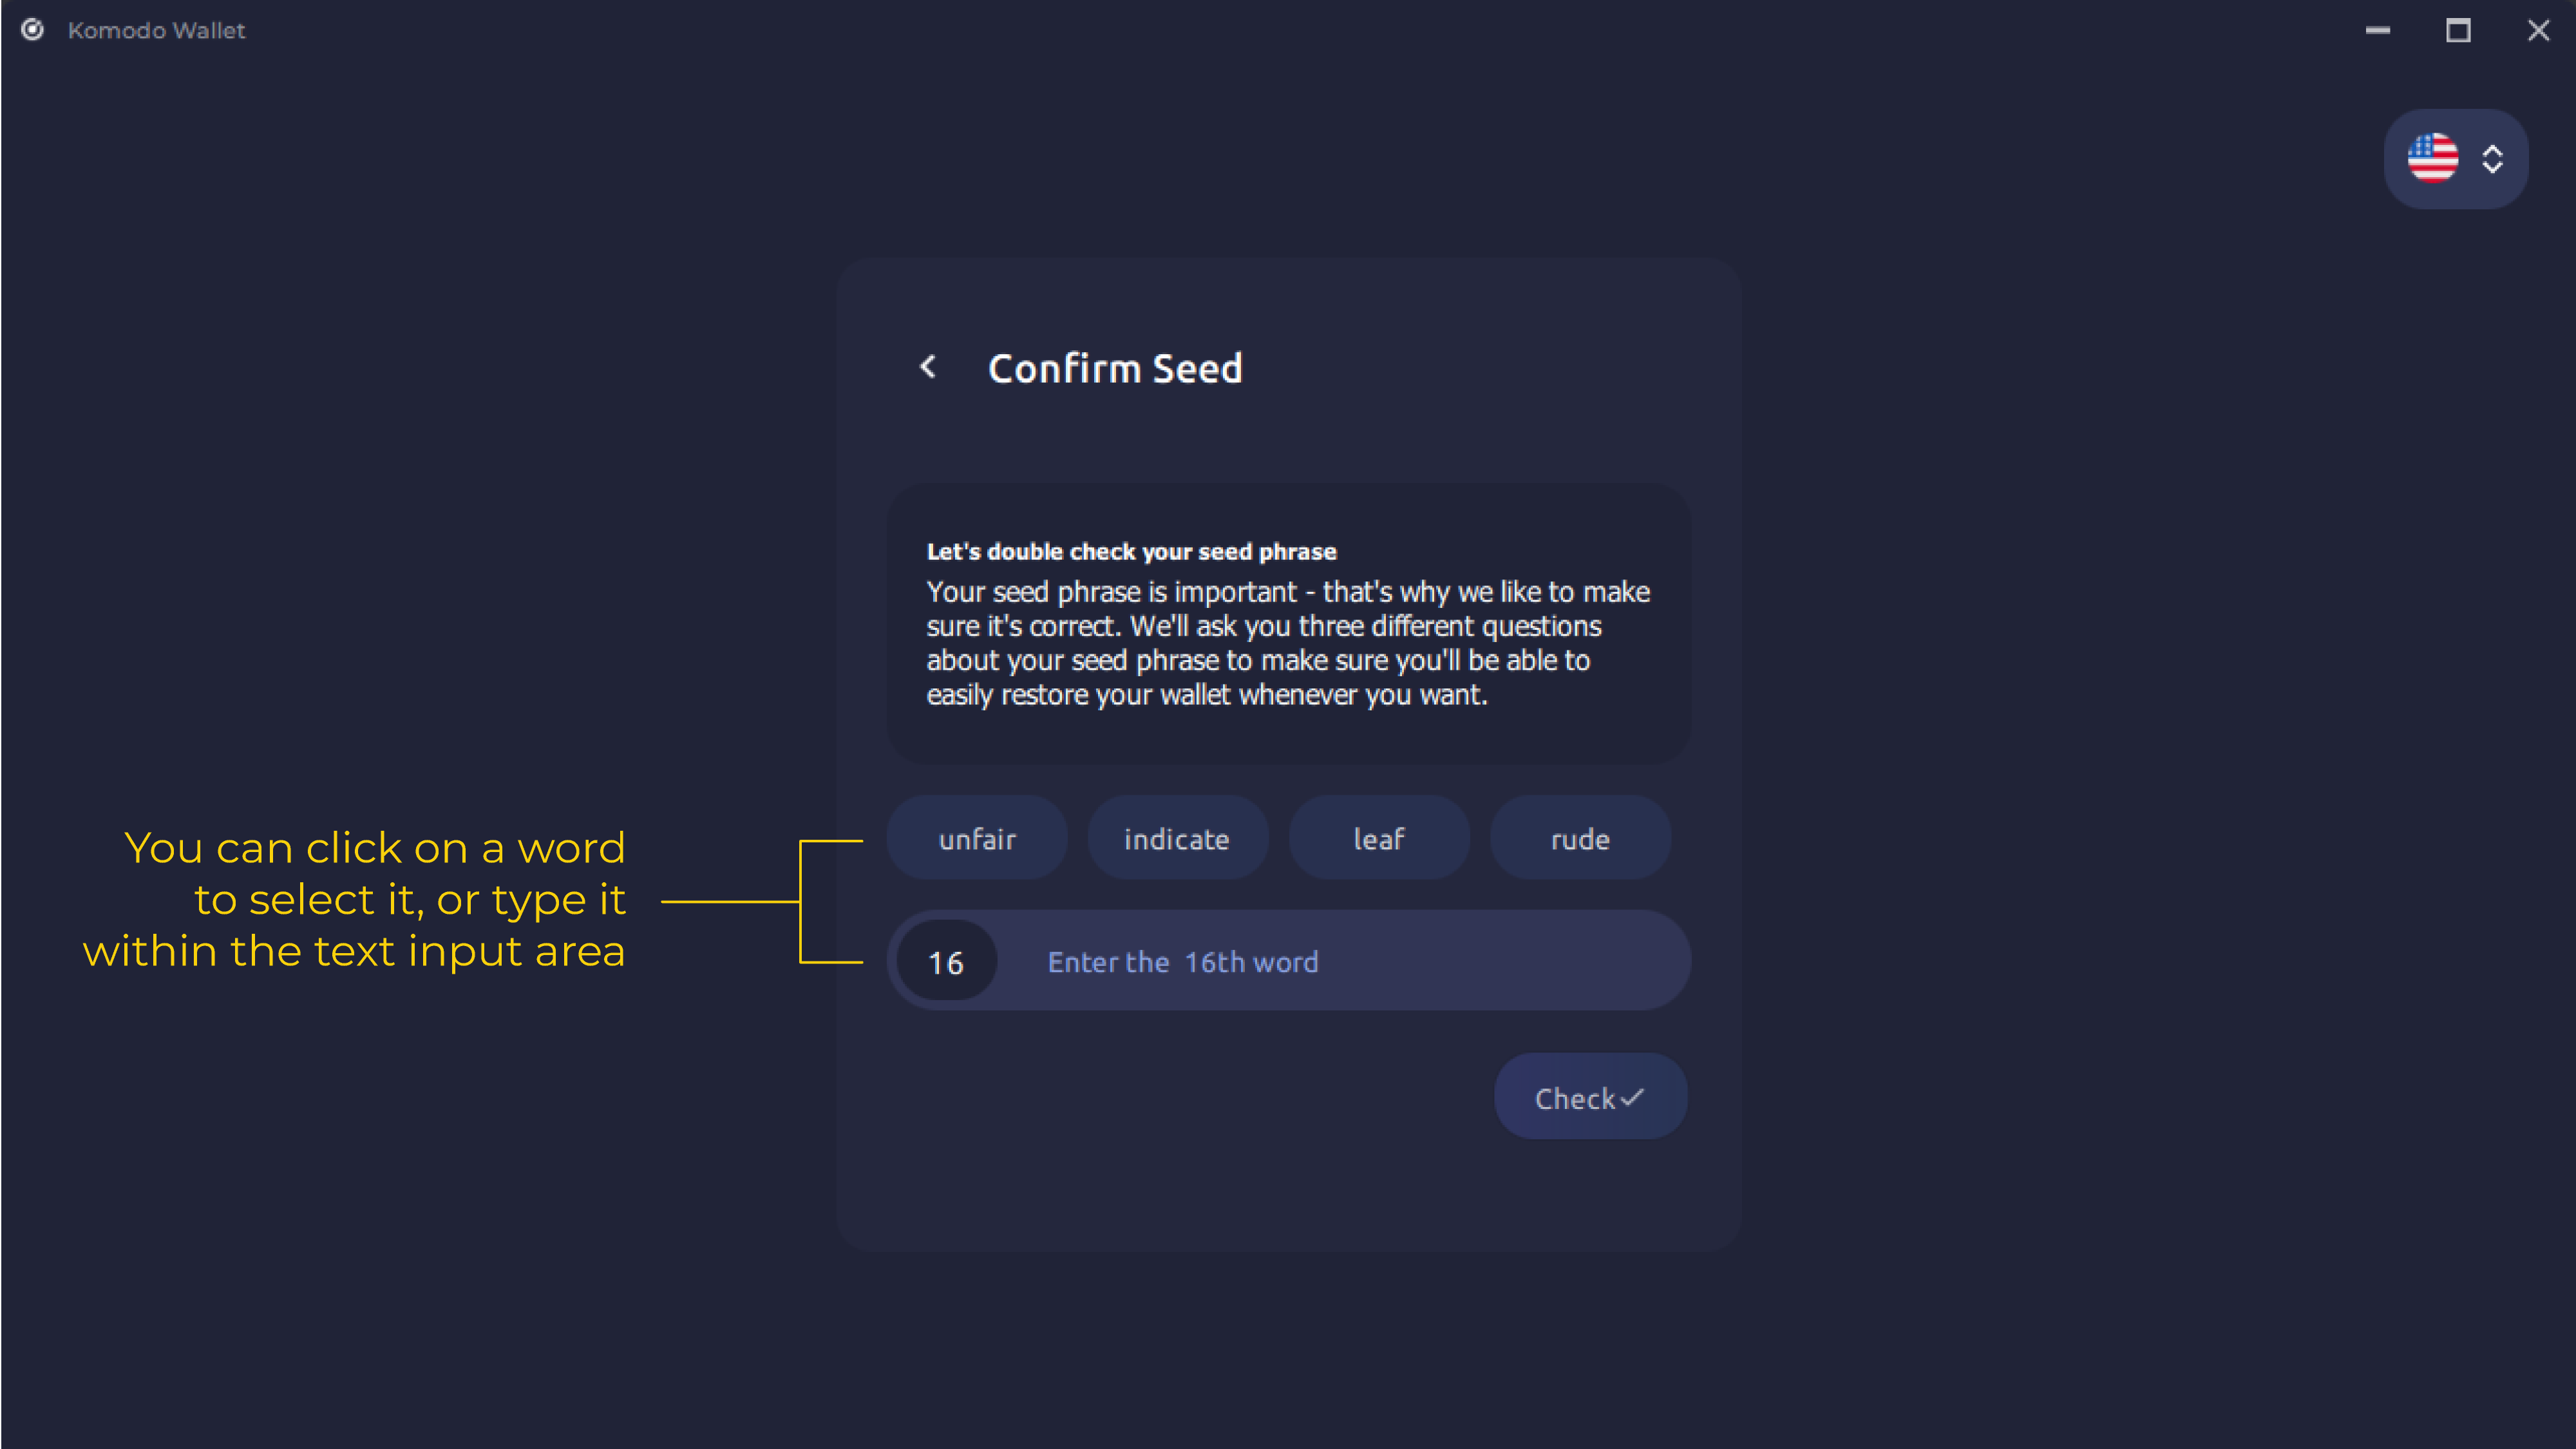 Komodo Wallet
Confirm Seed
Let's double check your seed phrase
Your seed phrase is important - that's why we like to make
sure it's correct. We'll ask you three different questions
about your seed phrase to make sure you'll be able to
easily restore your wallet whenever you want.
You can click on a word
to select it, or type it
within the text input area
unfair indicate leaf rude
16 Enter the 16th word
Check